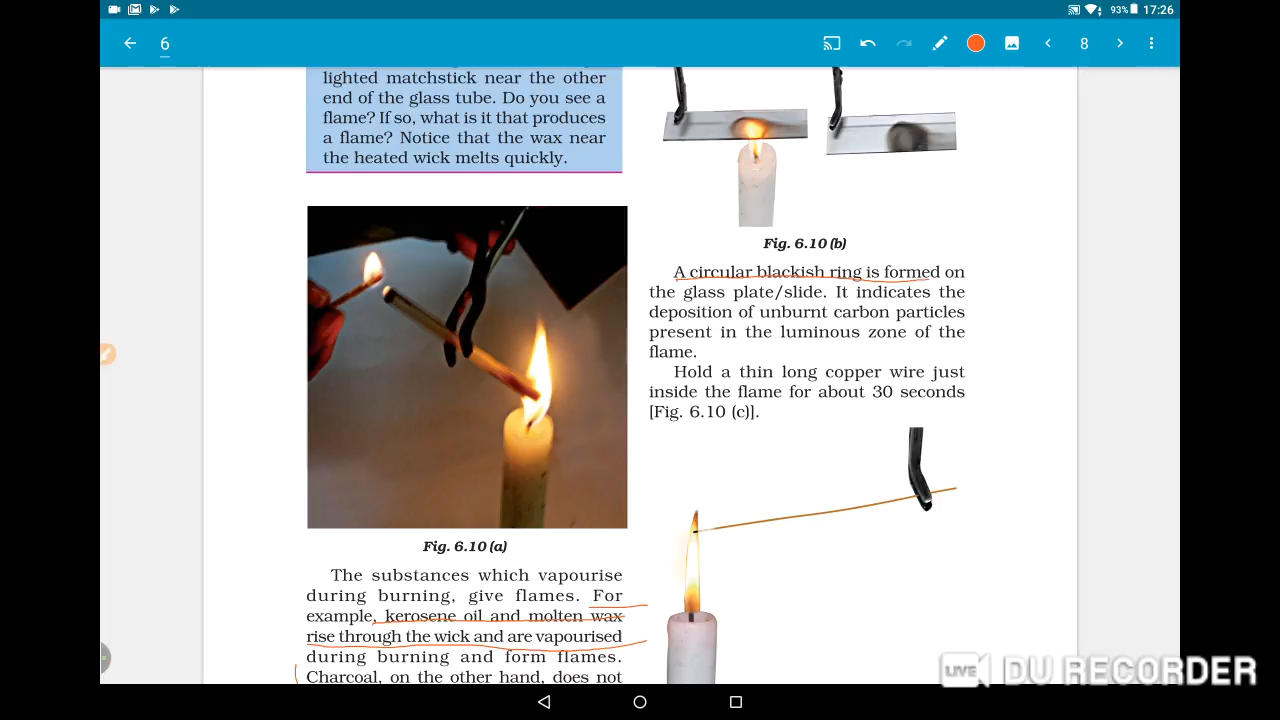 93% 17:26
6
8
lighted matchstick near the other
end of the glass tube. Do you see a
flame? If so, what is it that produces
a flame? Notice that the wax near
the heated wick melts quickly.
Fig. 6.10 (a)
The substances which vapourise
during burning, give flames. For
example, kerosene oil and molten wax
rise through the wick and are vapourised
during burning and form flames.
Charcoal, on the other hand, does not
Fig. 6.10 (b)
A circular blackish ring is formed on
the glass plate/slide. It indicates the
deposition of unburnt carbon particles
present in the luminous zone of the
flame.
Hold a thin long copper wire just
inside the flame for about 30 seconds
[Fig. 6.10 (c)].
LIVE DU RECORDER